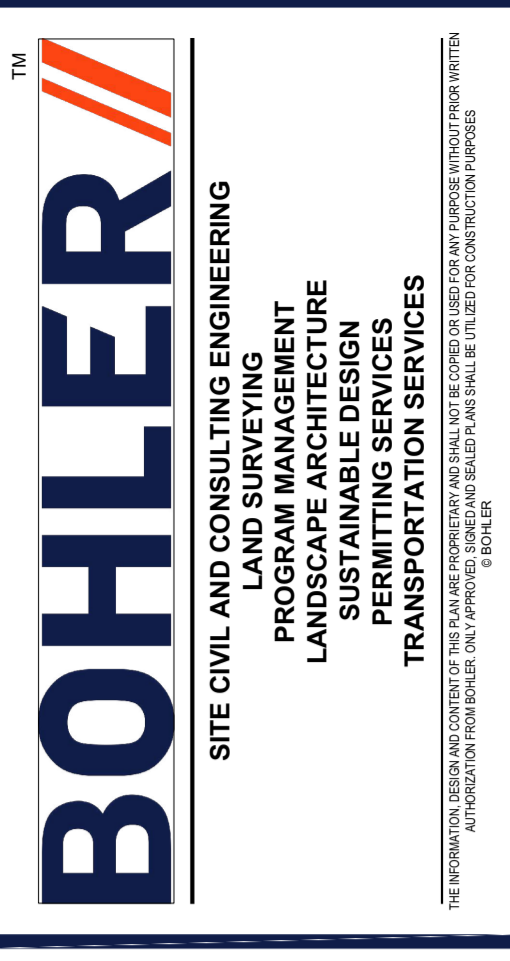 BOHLER//
TM
SITE CIVIL AND CONSULTING ENGINEERING
LAND SURVEYING
PROGRAM MANAGEMENT
LANDSCAPE ARCHITECTURE
SUSTAINABLE DESIGN
PERMITTING SERVICES
TRANSPORTATION SERVICES
THE INFORMATION, DESIGN AND CONTENT OF THIS PLAN ARE PROPRIETARY AND SHALL NOT BE COPIED OR USED FOR ANY PURPOSE WITHOUT PRIOR WRITTEN
AUTHORIZATION FROM BOHLER. ONLY APPROVED, SIGNED AND SEALED PLANS SHALL BE UTILIZED FOR CONSTRUCTION PURPOSES
© BOHLER